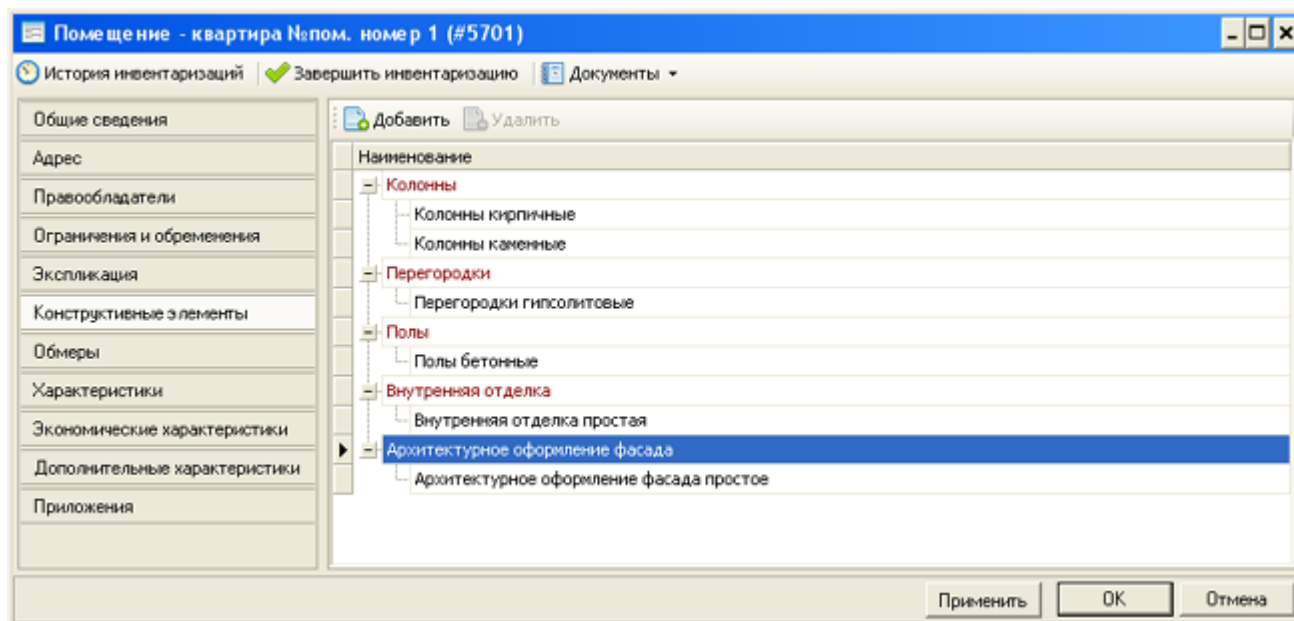 Помещение - квартира №пом. номер 1 (#5701)
История инвентаризаций Завершить инвентаризацию Документы
Общие сведения
Адрес
Правообладатели
Ограничения и обременения
Экспликация
Конструктивные элементы
Обмеры
Характеристики
Экономические характеристики
Дополнительные характеристики
Приложения
Добавить Удалить
Наименование
Колонны
Колонны кирпичные
Колонны каменные
Перегородки
Перегородки гипсолитовые
Полы
Полы бетонные
Внутренняя отделка
Внутренняя отделка простая
Архитектурное оформление фасада
Архитектурное оформление фасада простое
Применить OK Отмена